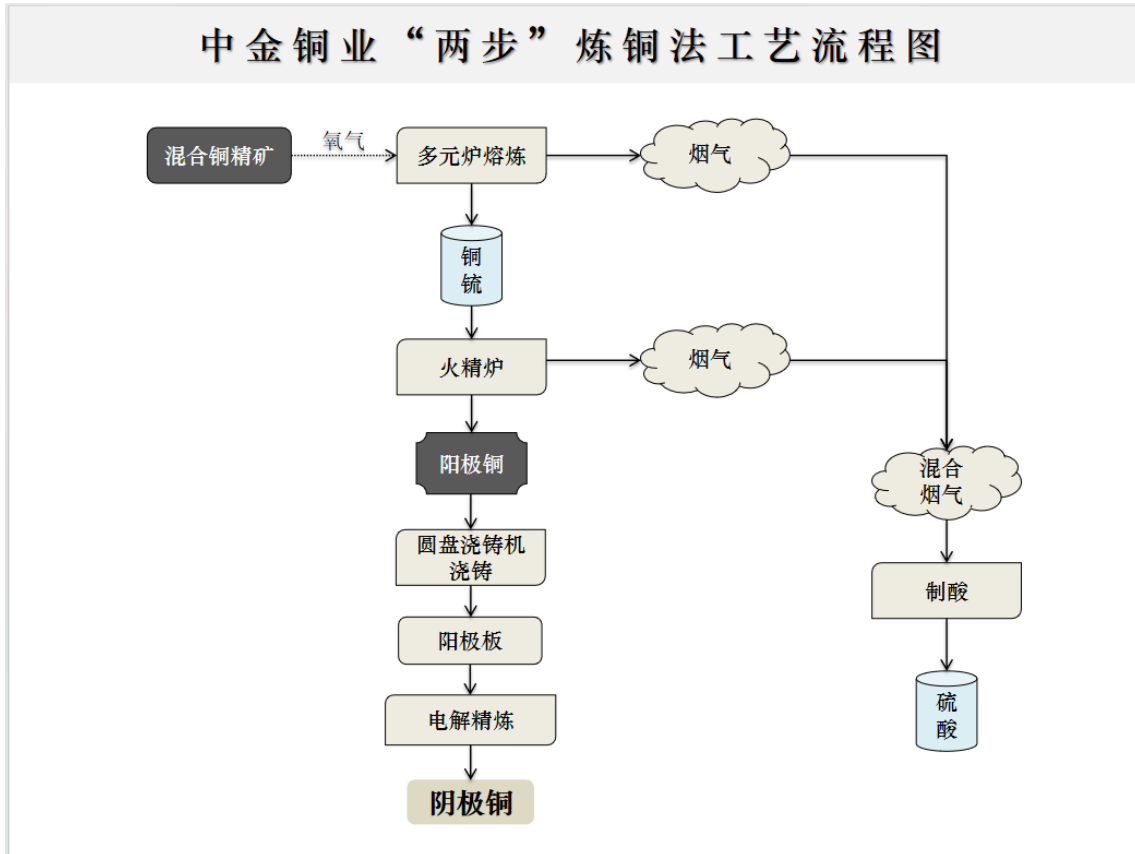 中金铜业“两步”炼铜法工艺流程图
混合铜精矿
氧气
多元炉熔炼
烟气
铜
锍
火精炉
烟气
阳极铜
混合
烟气
圆盘浇铸机
浇铸
制酸
阳极板
硫
酸
电解精炼
阴极铜